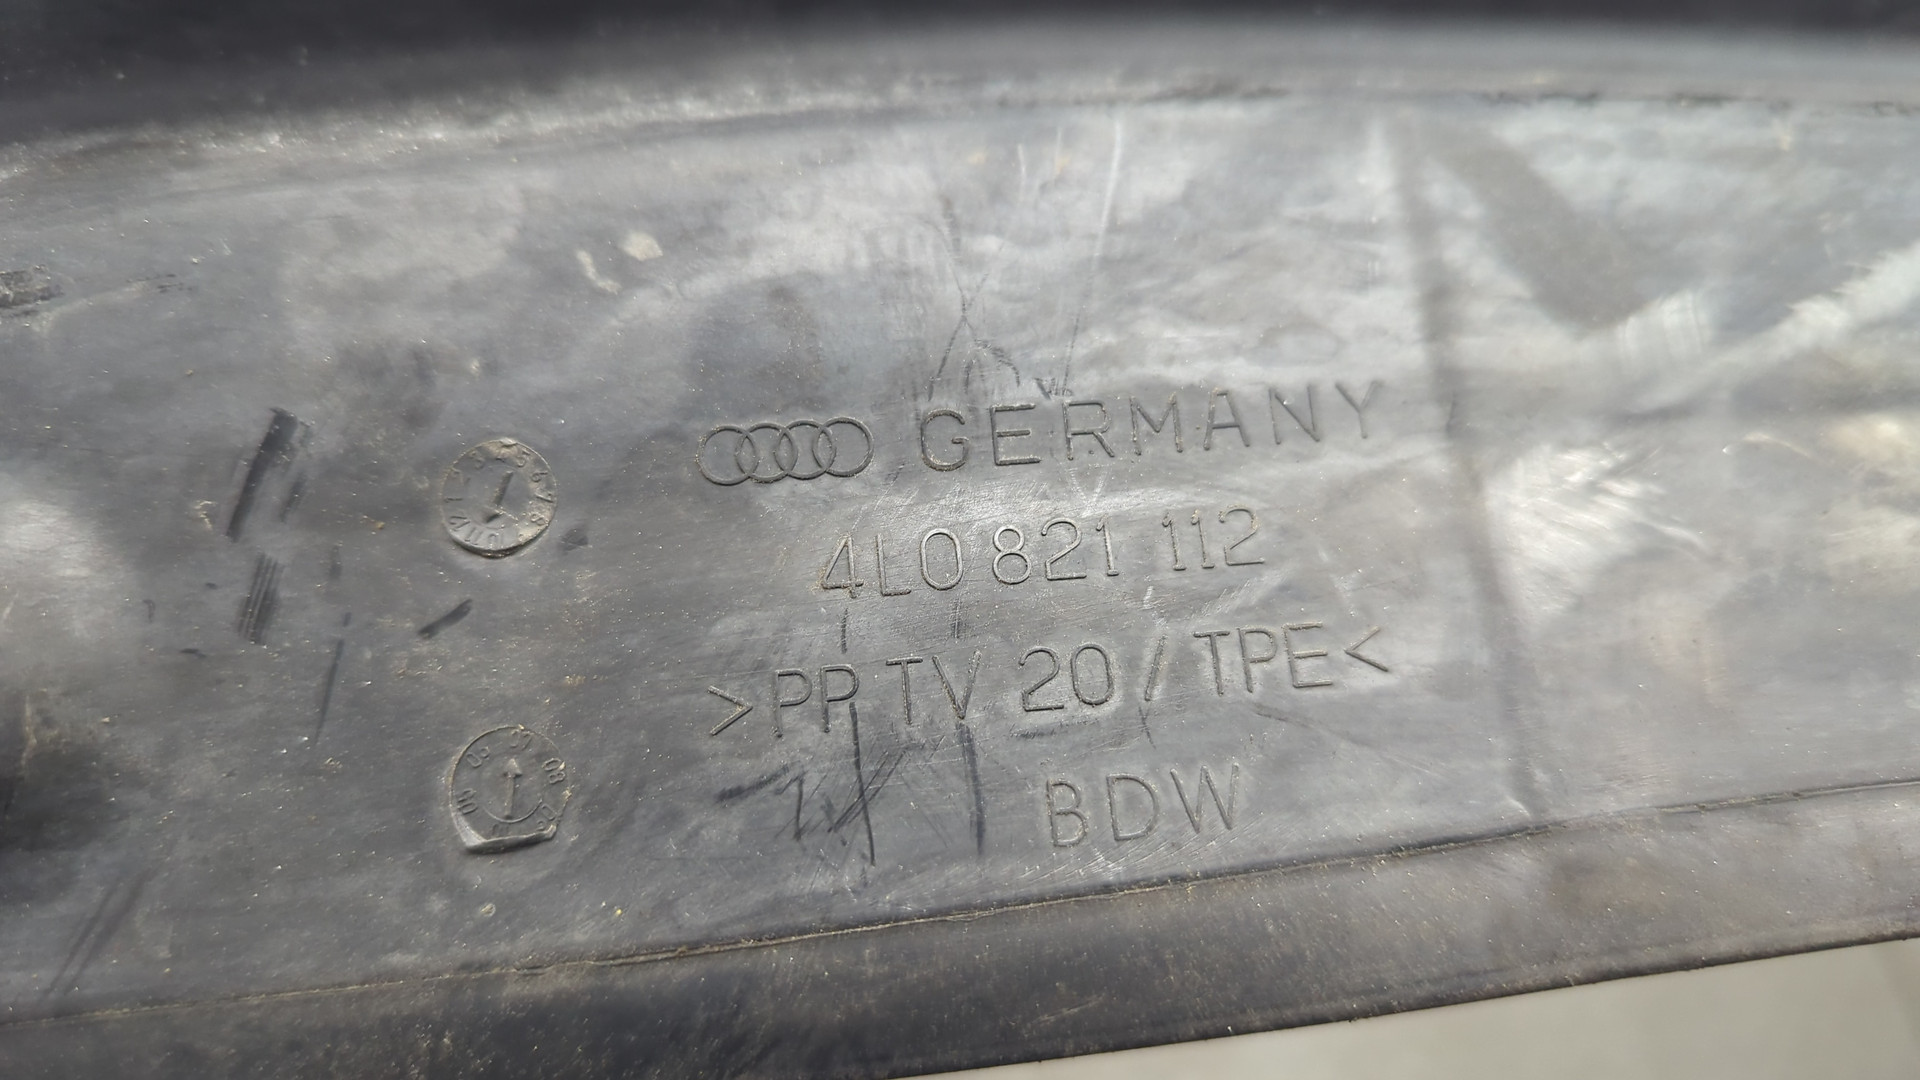 GERMANY
4L0 821 112
>PP TV 20 / TPE<
BDW